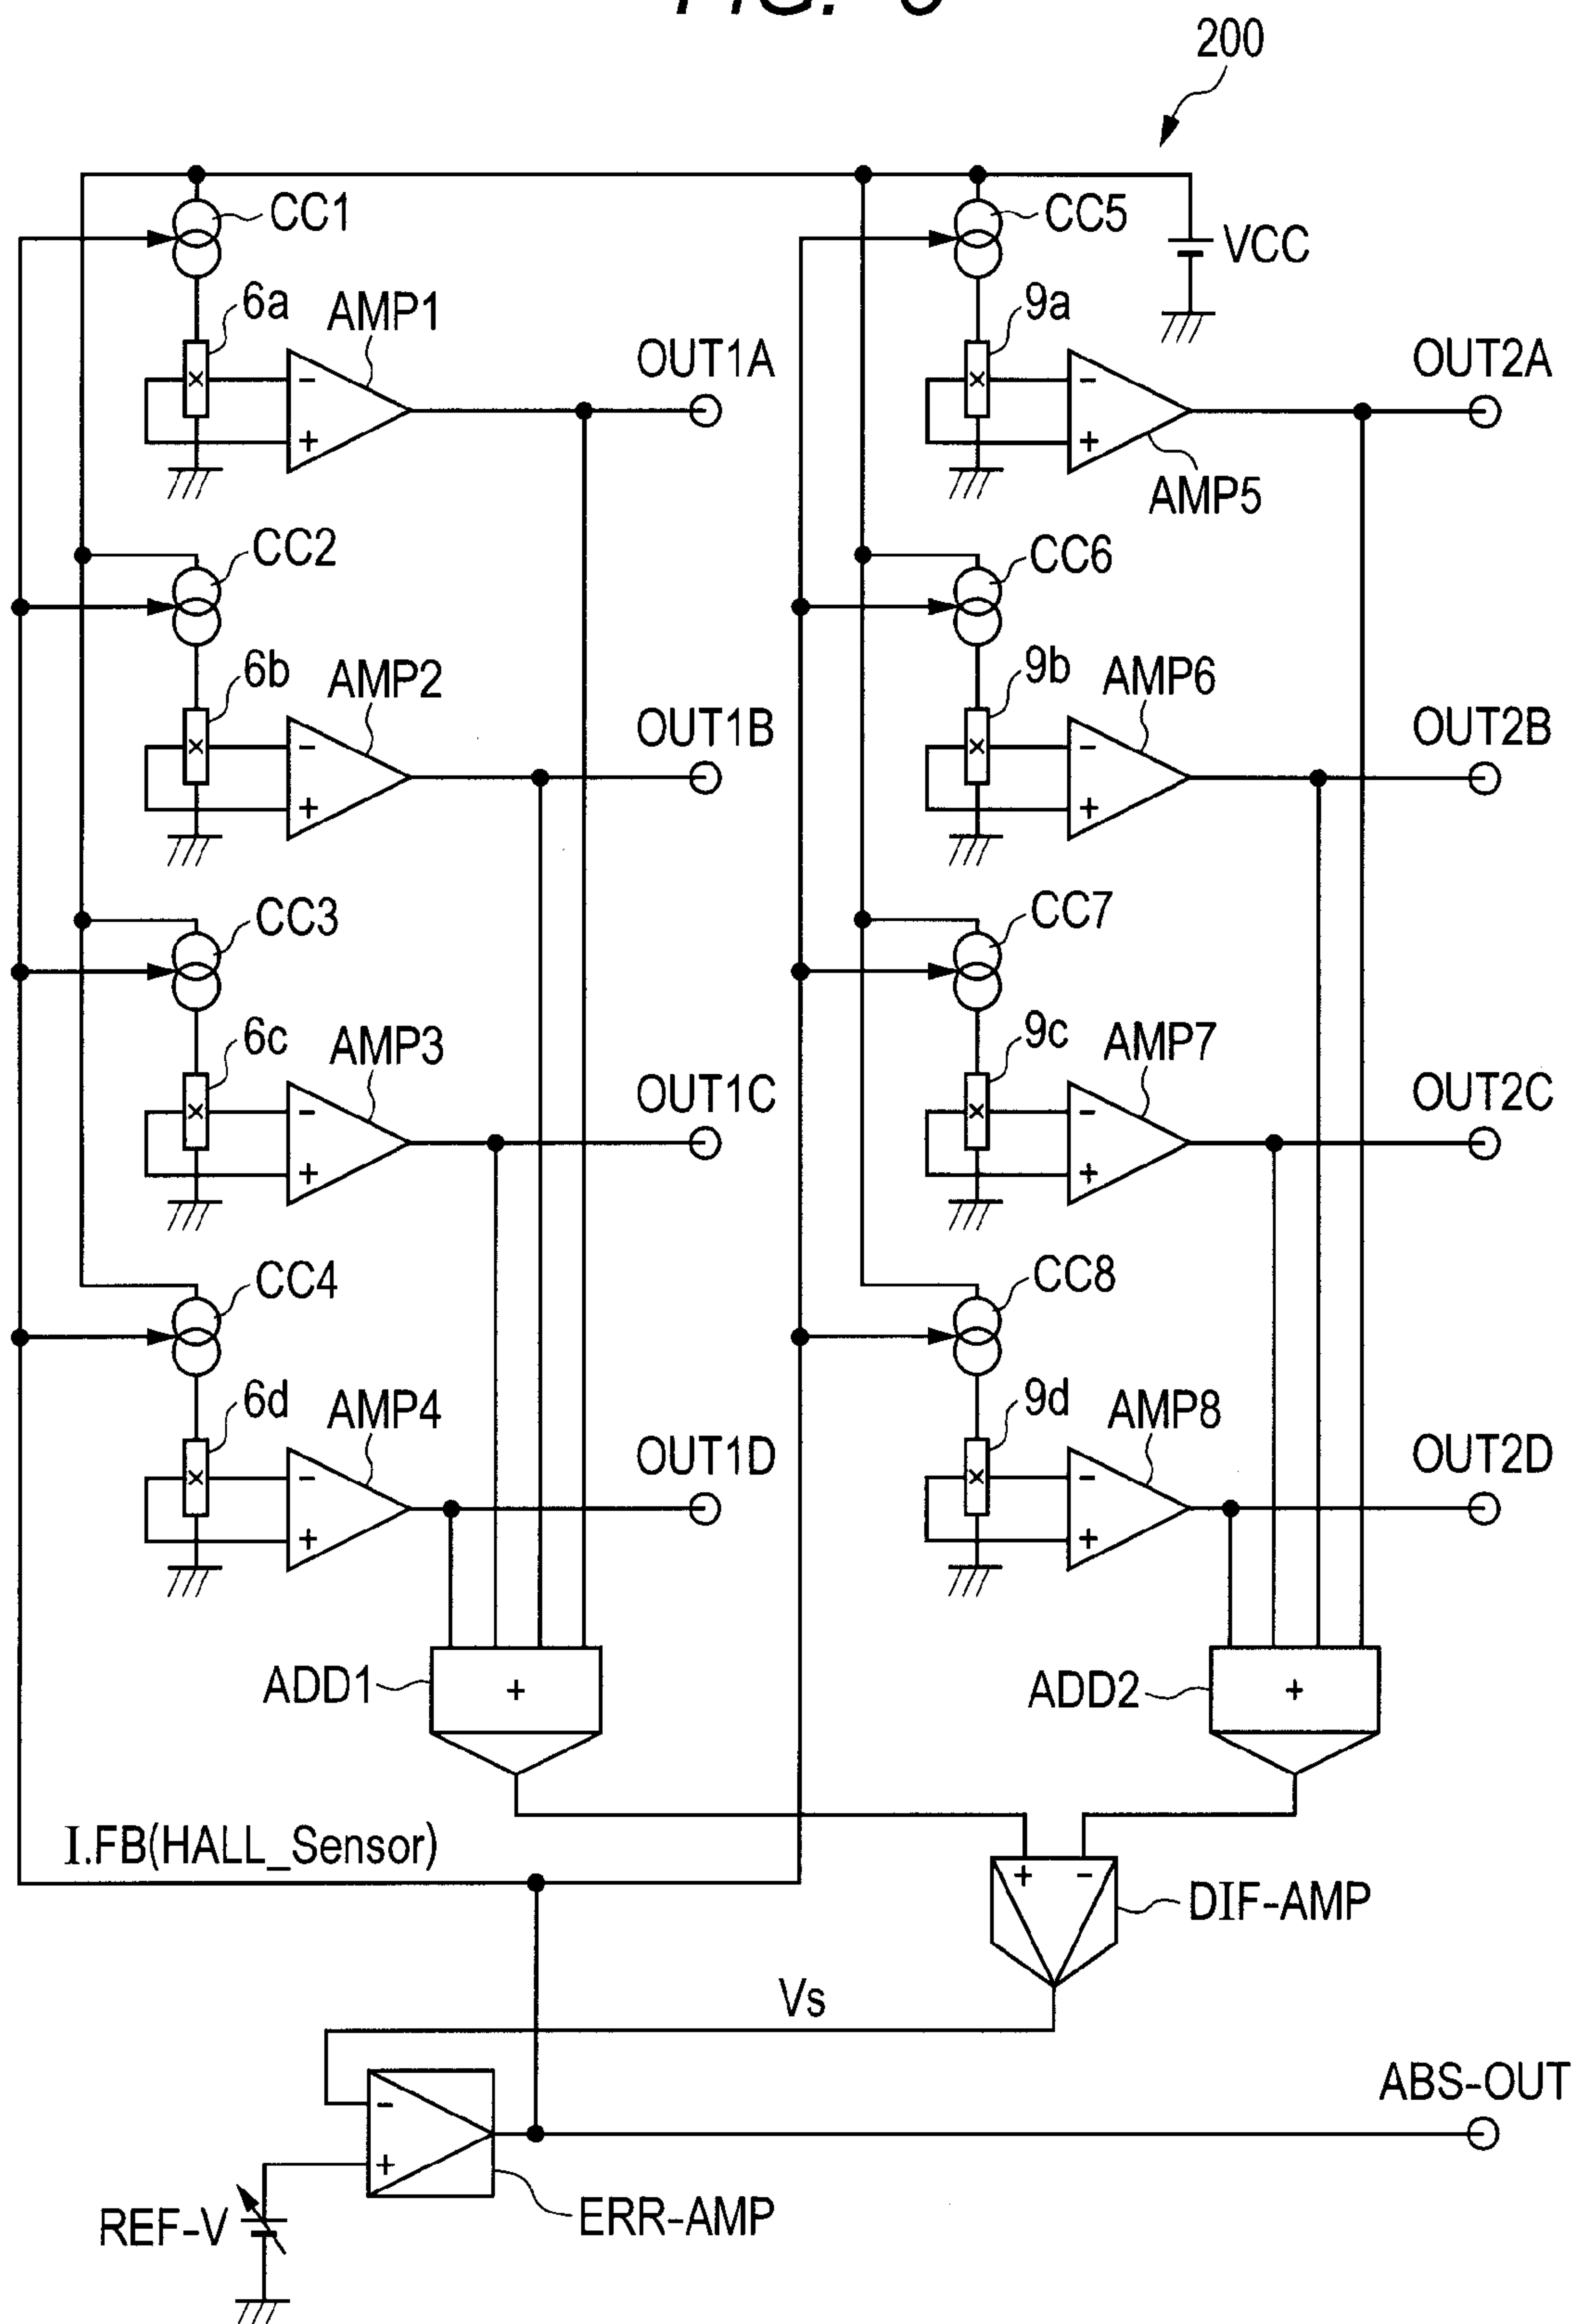 200
CC1
CC5
VCC
6a
AMP1
OUT1A
9a
OUT2A
-
+
-
+
AMP5
CC2
CC6
6b
AMP2
OUT1B
9b
AMP6
OUT2B
-
+
-
+
CC3
CC7
6c
AMP3
OUT1C
9c
AMP7
OUT2C
-
+
-
+
CC4
CC8
6d
AMP4
OUT1D
9d
AMP8
OUT2D
-
+
-
+
ADD1
+
ADD2
+
I.FB(HALL_Sensor)
+ -
DIF-AMP
Vs
ABS-OUT
-
+
REF-V
ERR-AMP